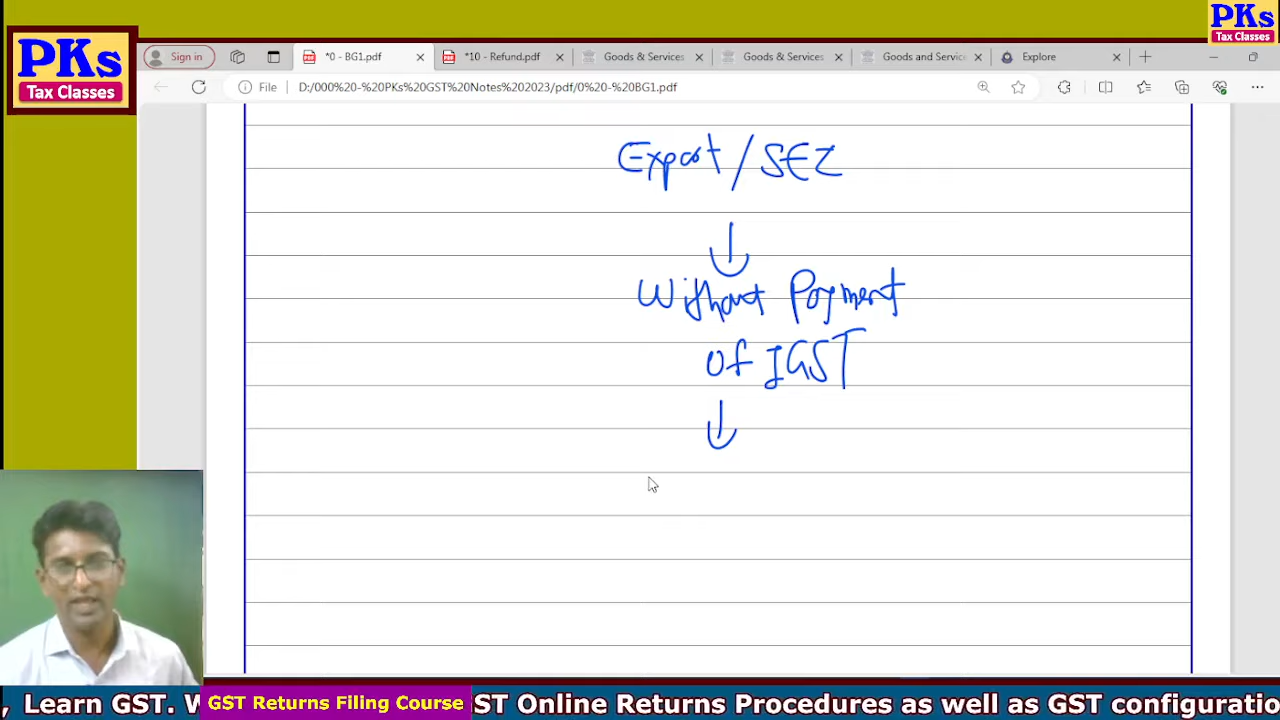 PKs
Tax Classes
PKs
Tax Classes
Sign in
*0 - BG1.pdf
*10 - Refund.pdf
Goods & Services
Goods & Services
Goods and Service
Explore
File
D:/000%20-%20PKs%20GST%20Notes%202023/pdf/0%20-%20BG1.pdf
Export / SEZ
Without Payment
Of IGST
, Learn GST. W
GST Returns Filing Course
ST Online Returns Procedures as well as GST configuratio